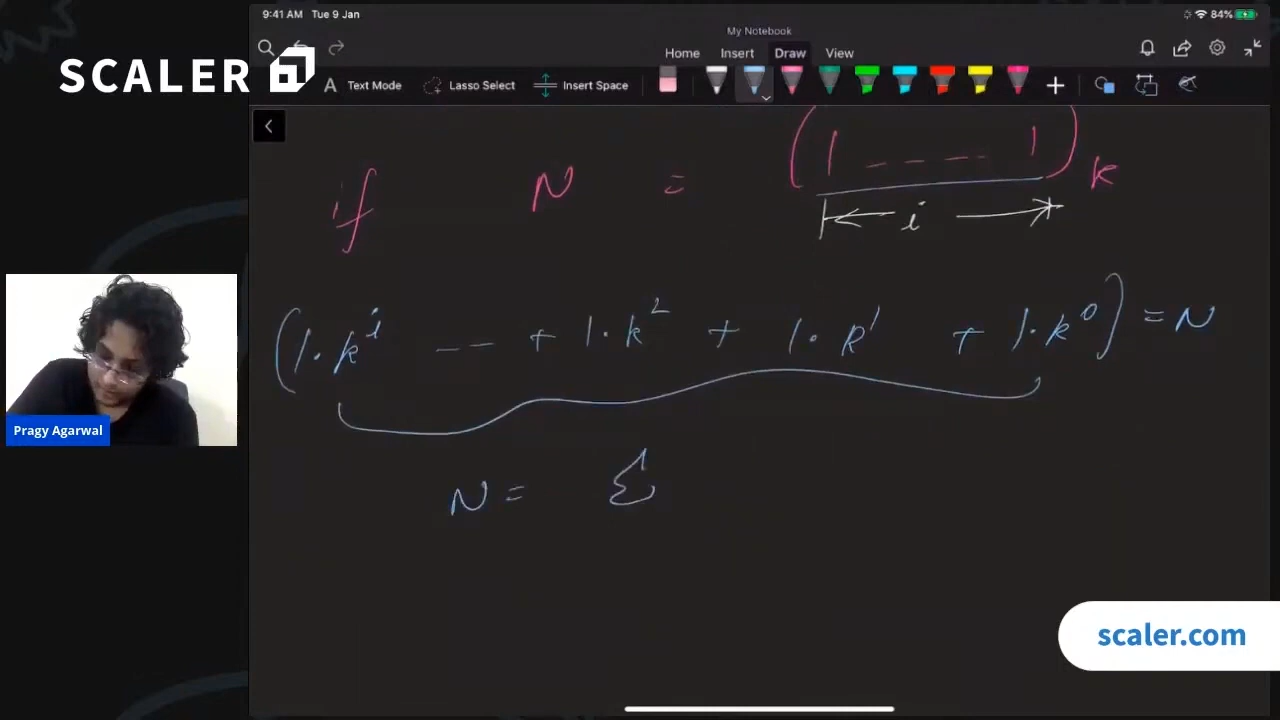 9:41 AM Tue 9 Jan
84%
My Notebook
Home Insert Draw View
SCALER
A Text Mode Lasso Select Insert Space
if N = (1 ---- 1)k
i
(1·k^i -- + 1·k^2 + 1·k^1 + 1·k^0) = N
Pragy Agarwal
N = Σ
scaler.com